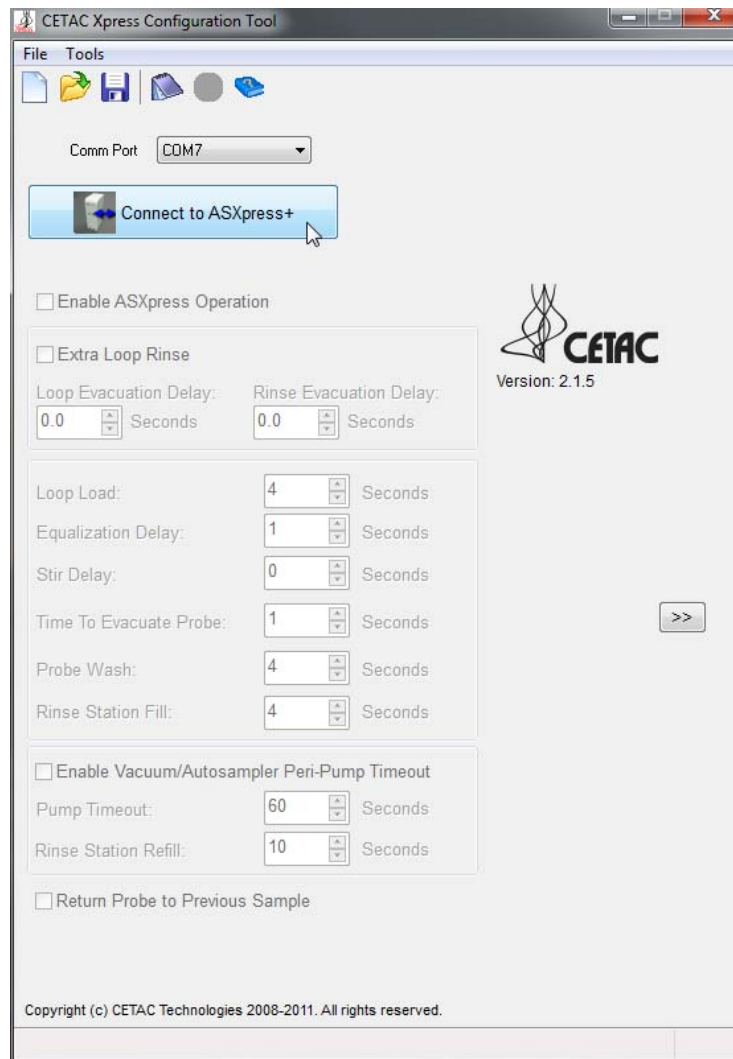 CETAC Xpress Configuration Tool
File Tools
Comm Port COM7
Connect to ASXpress+
Enable ASXpress Operation
Extra Loop Rinse
Loop Evacuation Delay: Rinse Evacuation Delay:
0.0 Seconds 0.0 Seconds
CETAC
Version: 2.1.5
Loop Load: 4 Seconds
Equalization Delay: 1 Seconds
Stir Delay: 0 Seconds
Time To Evacuate Probe: 1 Seconds
>>
Probe Wash: 4 Seconds
Rinse Station Fill: 4 Seconds
Enable Vacuum/Autosampler Peri-Pump Timeout
Pump Timeout: 60 Seconds
Rinse Station Refill: 10 Seconds
Return Probe to Previous Sample
Copyright (c) CETAC Technologies 2008-2011. All rights reserved.